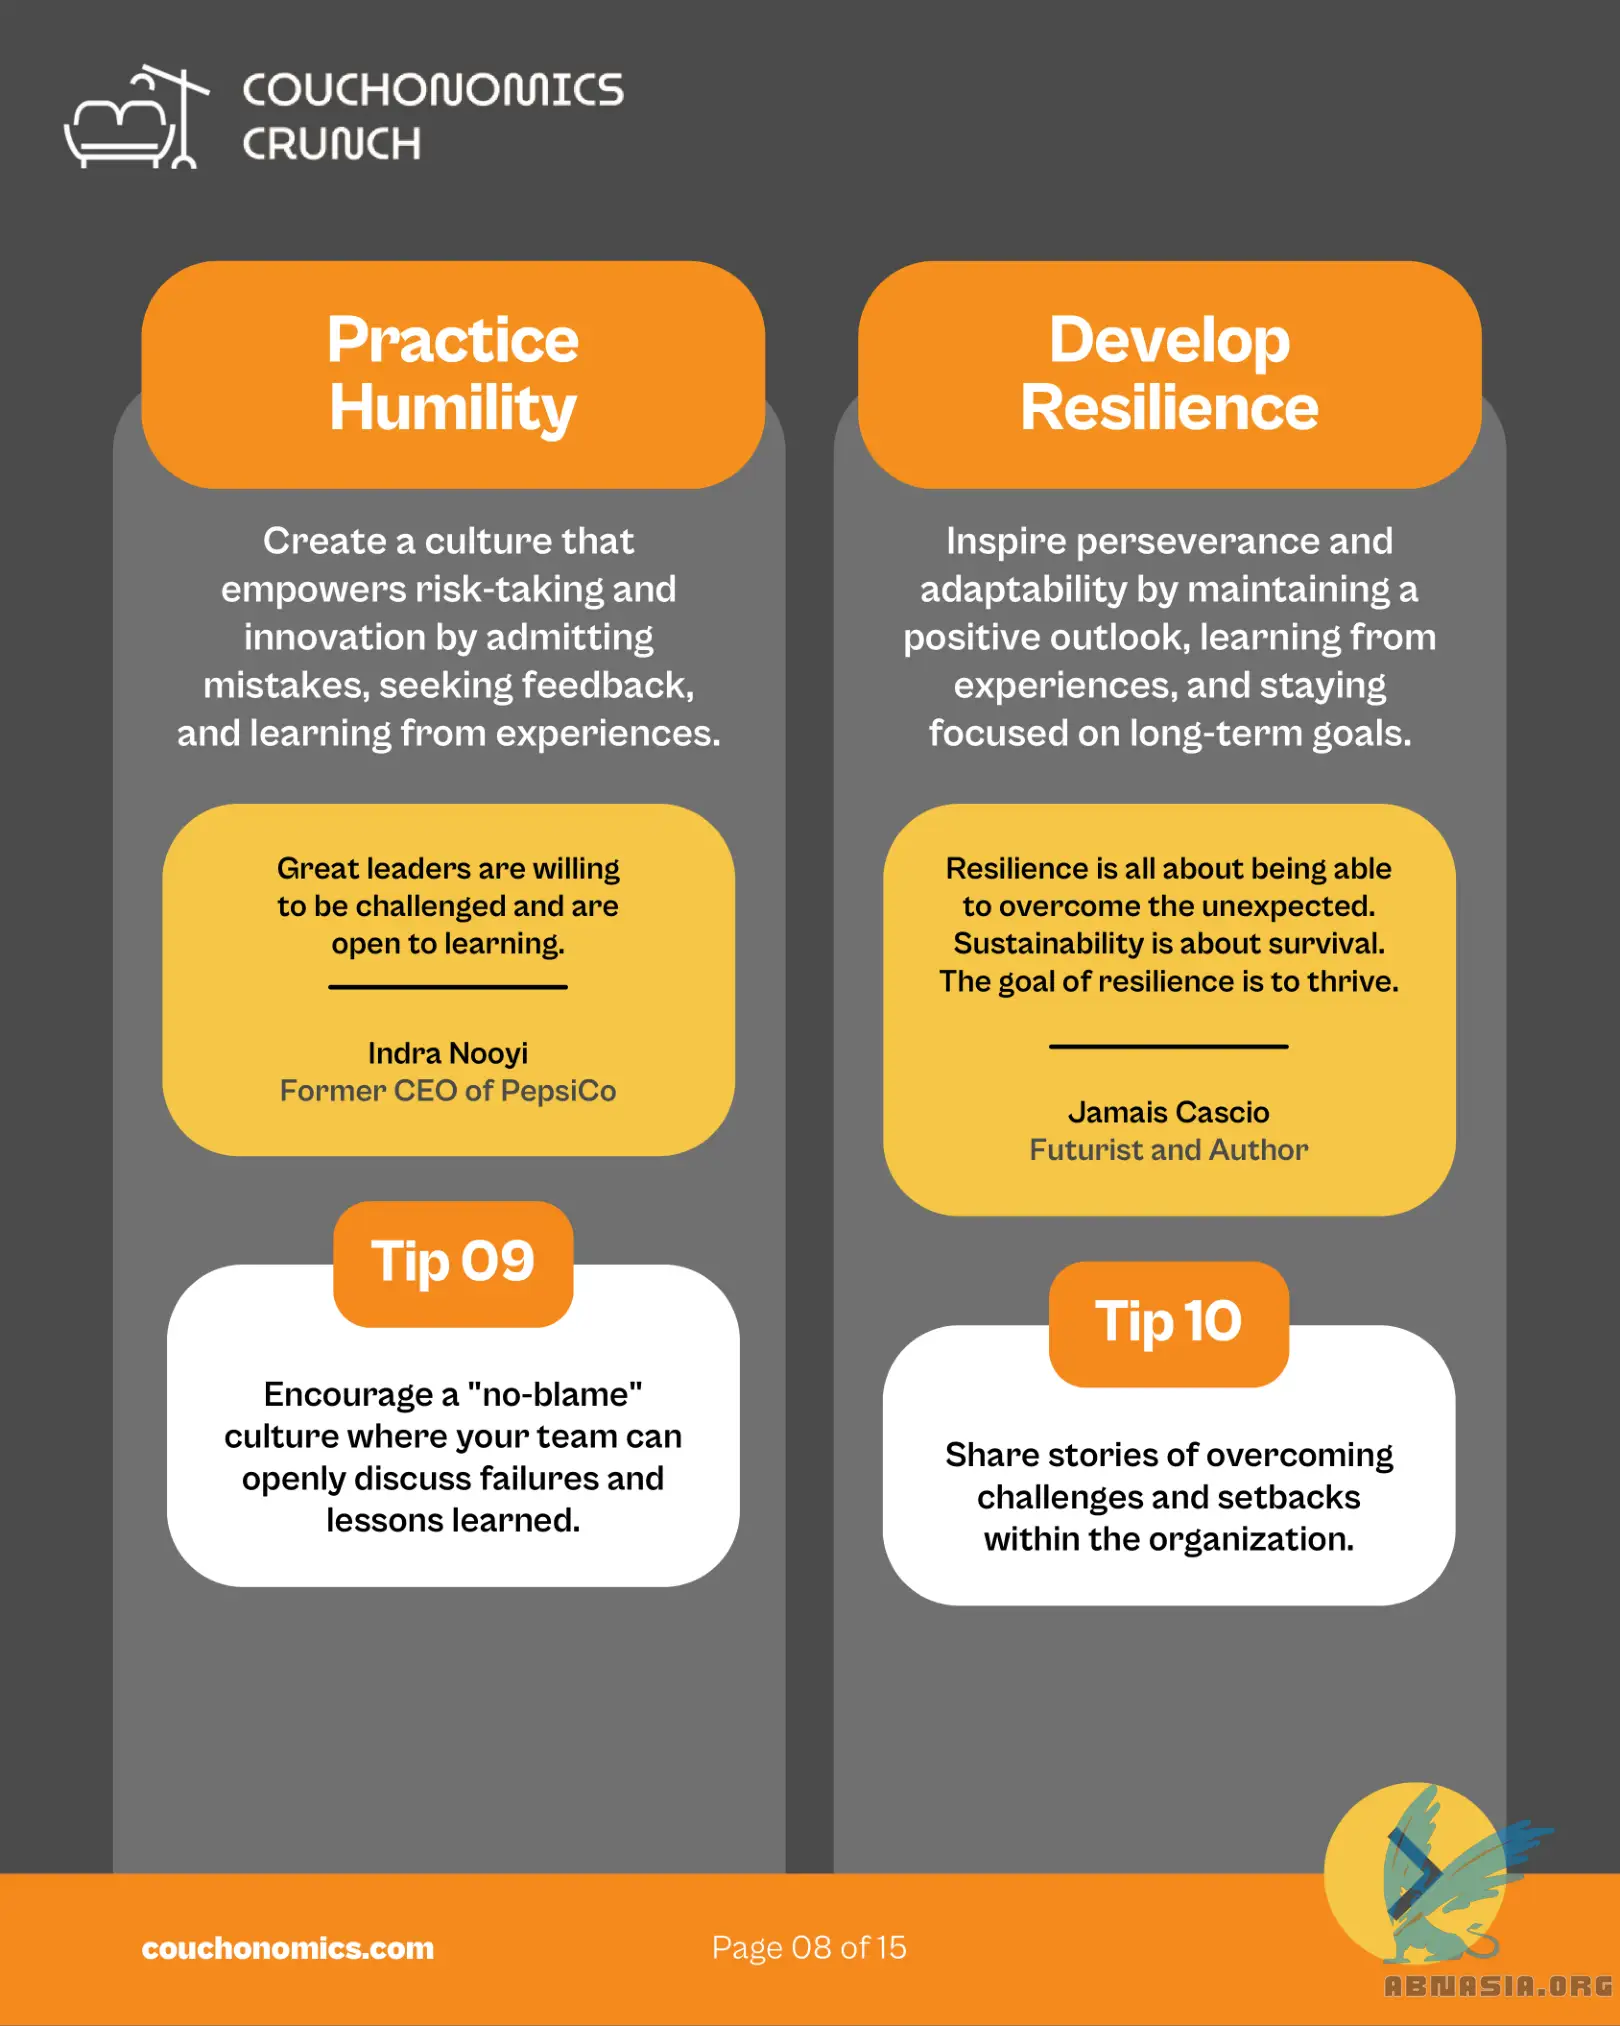 COUCHONOMICS
CRUNCH
Practice
Humility
Create a culture that
empowers risk-taking and
innovation by admitting
mistakes, seeking feedback,
and learning from experiences.
Great leaders are willing
to be challenged and are
open to learning.
Indra Nooyi
Former CEO of PepsiCo
Tip 09
Encourage a "no-blame"
culture where your team can
openly discuss failures and
lessons learned.
Develop
Resilience
Inspire perseverance and
adaptability by maintaining a
positive outlook, learning from
experiences, and staying
focused on long-term goals.
Resilience is all about being able
to overcome the unexpected.
Sustainability is about survival.
The goal of resilience is to thrive.
Jamais Cascio
Futurist and Author
Tip 10
Share stories of overcoming
challenges and setbacks
within the organization.
couchonomics.com
Page 08 of 15
ABNASIA.ORG